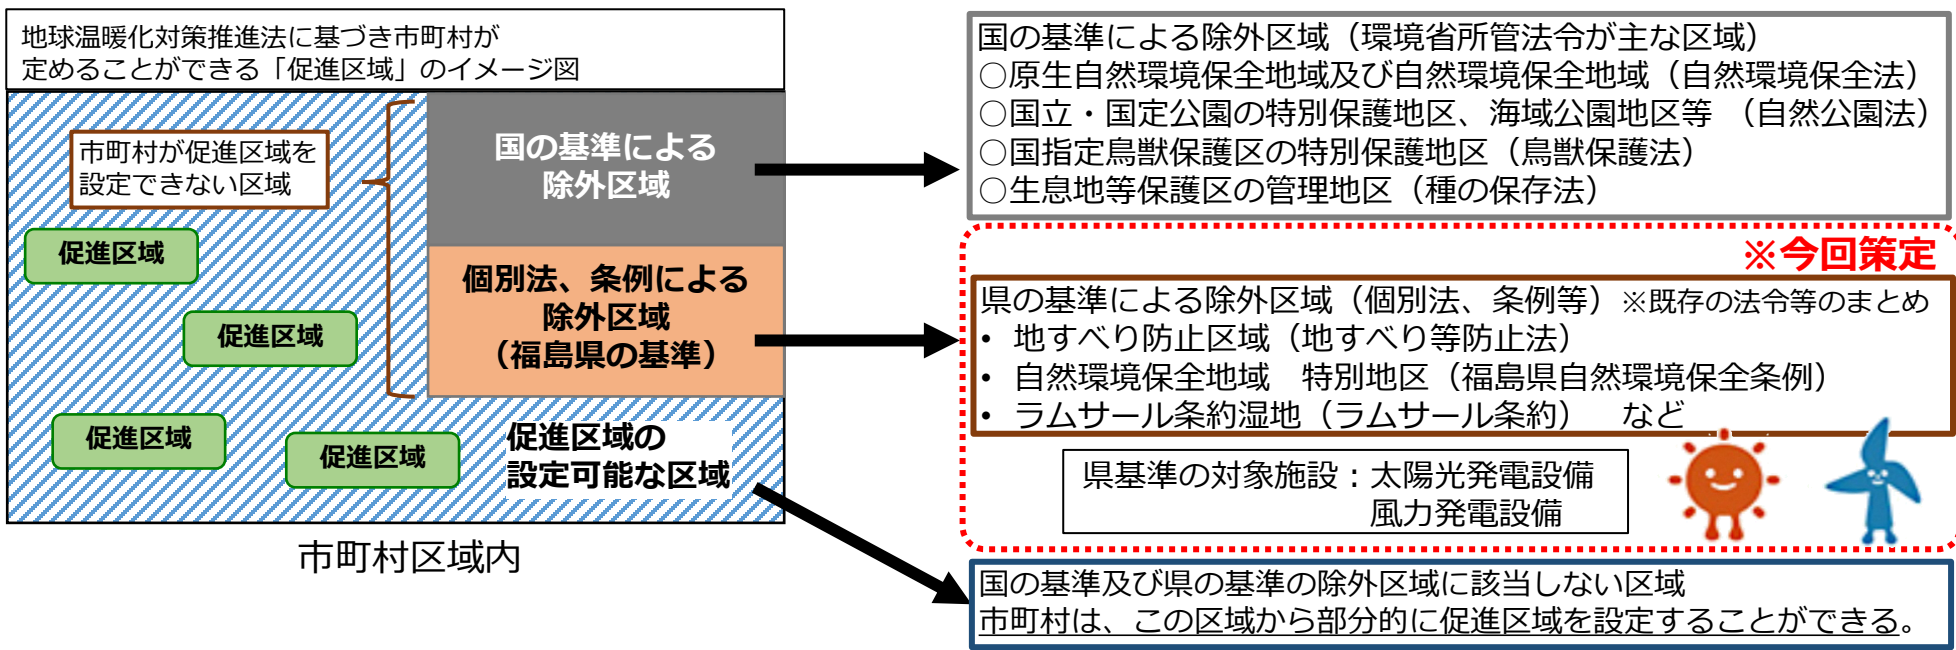 地球温暖化対策推進法に基づき市町村が
定めることができる「促進区域」のイメージ図
市町村が促進区域を
設定できない区域
国の基準による
除外区域
個別法、条例による
除外区域
（福島県の基準）
促進区域
促進区域
促進区域
促進区域
促進区域の
設定可能な区域
市町村区域内
国の基準による除外区域（環境省所管法令が主な区域）
○原生自然環境保全地域及び自然環境保全地域（自然環境保全法）
○国立・国定公園の特別保護地区、海域公園地区等　（自然公園法）
○国指定鳥獣保護区の特別保護地区（鳥獣保護法）
○生息地等保護区の管理地区（種の保存法）
※今回策定
県の基準による除外区域（個別法、条例等）※既存の法令等のまとめ
• 地すべり防止区域（地すべり等防止法）
• 自然環境保全地域　特別地区（福島県自然環境保全条例）
• ラムサール条約湿地（ラムサール条約）　など
県基準の対象施設：太陽光発電設備
風力発電設備
国の基準及び県の基準の除外区域に該当しない区域
市町村は、この区域から部分的に促進区域を設定することができる。